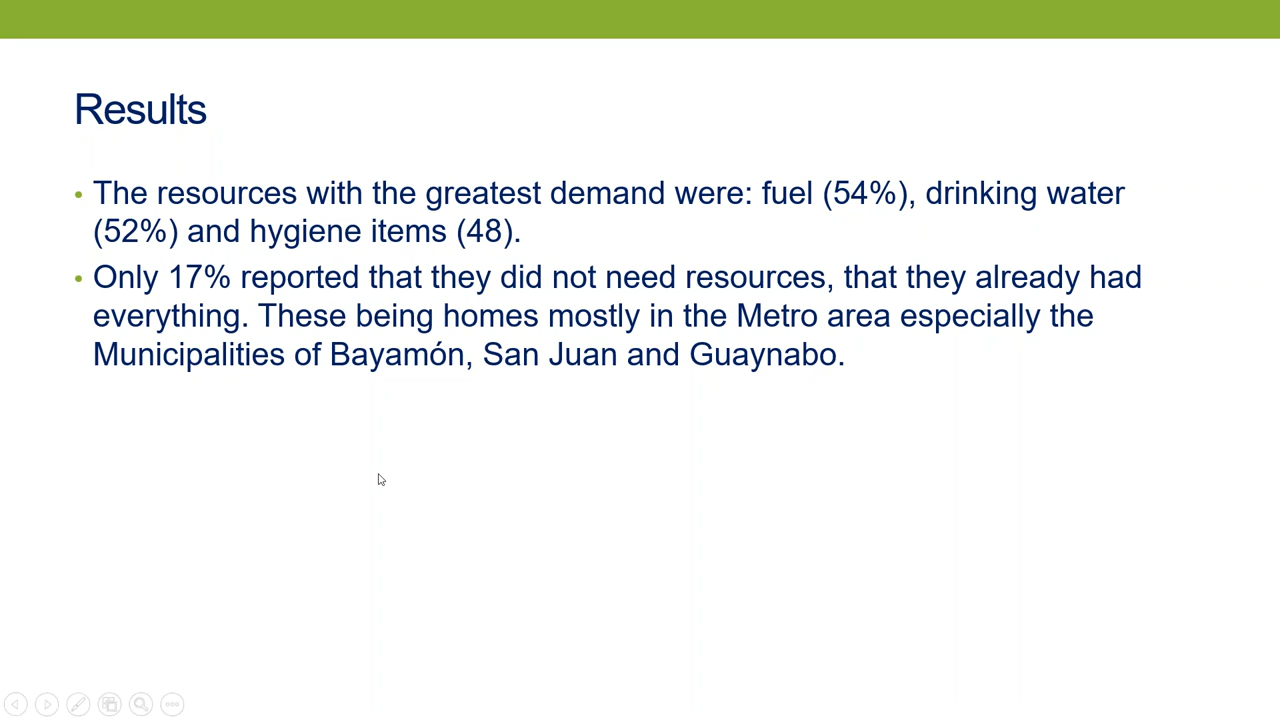 Results
• The resources with the greatest demand were: fuel (54%), drinking water
(52%) and hygiene items (48).
• Only 17% reported that they did not need resources, that they already had
everything. These being homes mostly in the Metro area especially the
Municipalities of Bayamón, San Juan and Guaynabo.